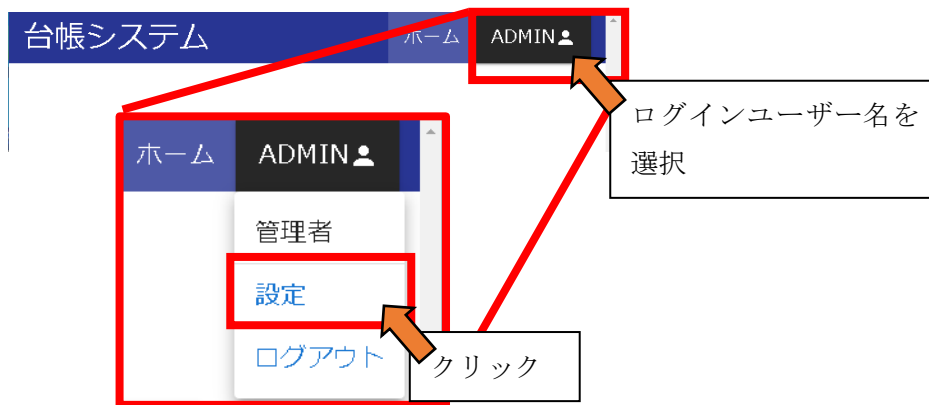 台帳システム
ホーム
ADMIN
ログインユーザー名を
選択
ホーム
ADMIN
管理者
設定
ログアウト
クリック